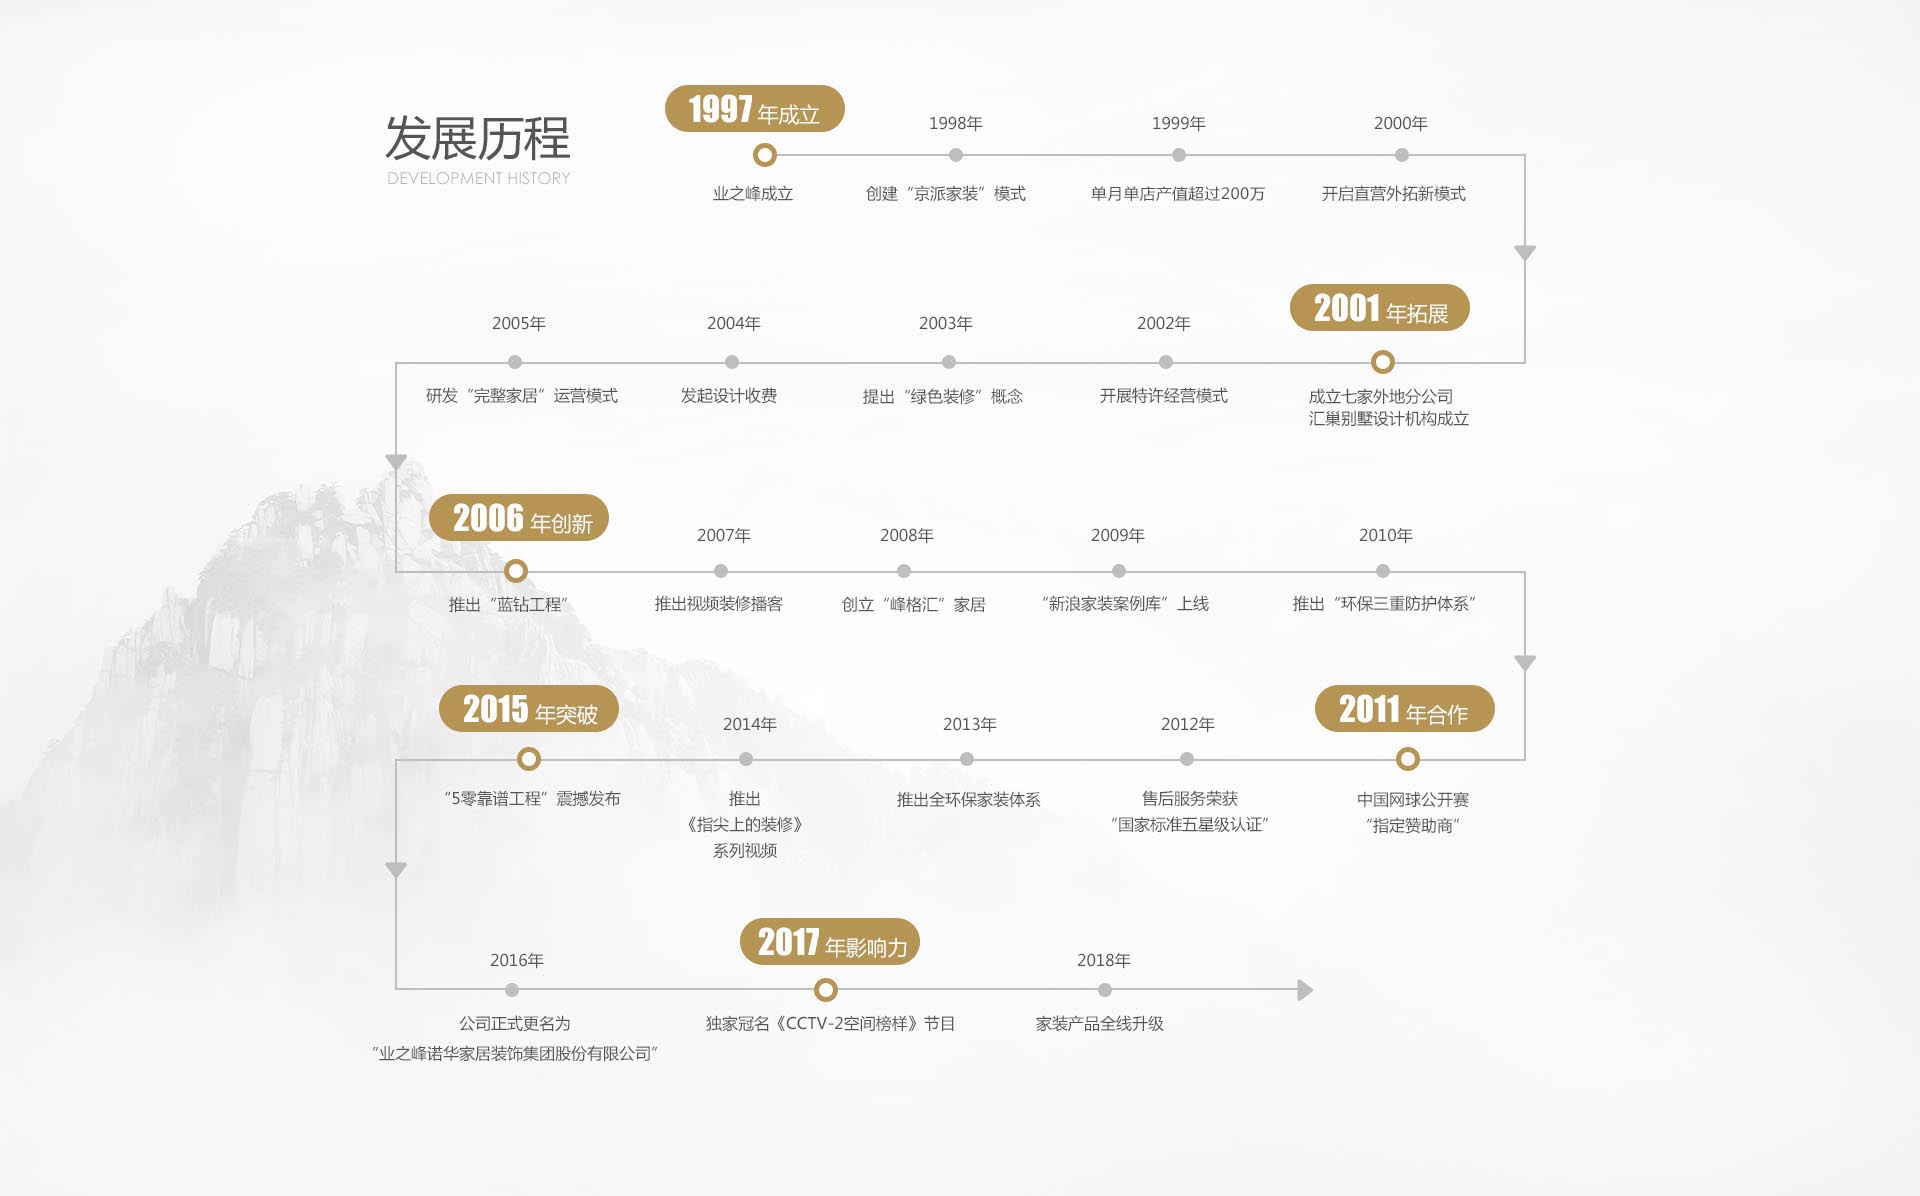 发展历程
DEVELOPMENT HISTORY
1997 年成立
业之峰成立
1998年
创建“京派家装”模式
1999年
单月单店产值超过200万
2000年
开启直营外拓新模式
2001 年拓展
成立七家外地分公司
汇巢别墅设计机构成立
2002年
开展特许经营模式
2003年
提出“绿色装修”概念
2004年
发起设计收费
2005年
研发“完整家居”运营模式
2006 年创新
推出“蓝钻工程”
2007年
推出视频装修播客
2008年
创立“峰格汇”家居
2009年
“新浪家装案例库”上线
2010年
推出“环保三重防护体系”
2011 年合作
中国网球公开赛
“指定赞助商”
2012年
售后服务荣获
“国家标准五星级认证”
2013年
推出全环保家装体系
2014年
推出
《指尖上的装修》
系列视频
2015 年突破
“5零靠谱工程”震撼发布
2016年
公司正式更名为
“业之峰诺华家居装饰集团股份有限公司”
2017 年影响力
独家冠名《CCTV-2空间榜样》节目
2018年
家装产品全线升级